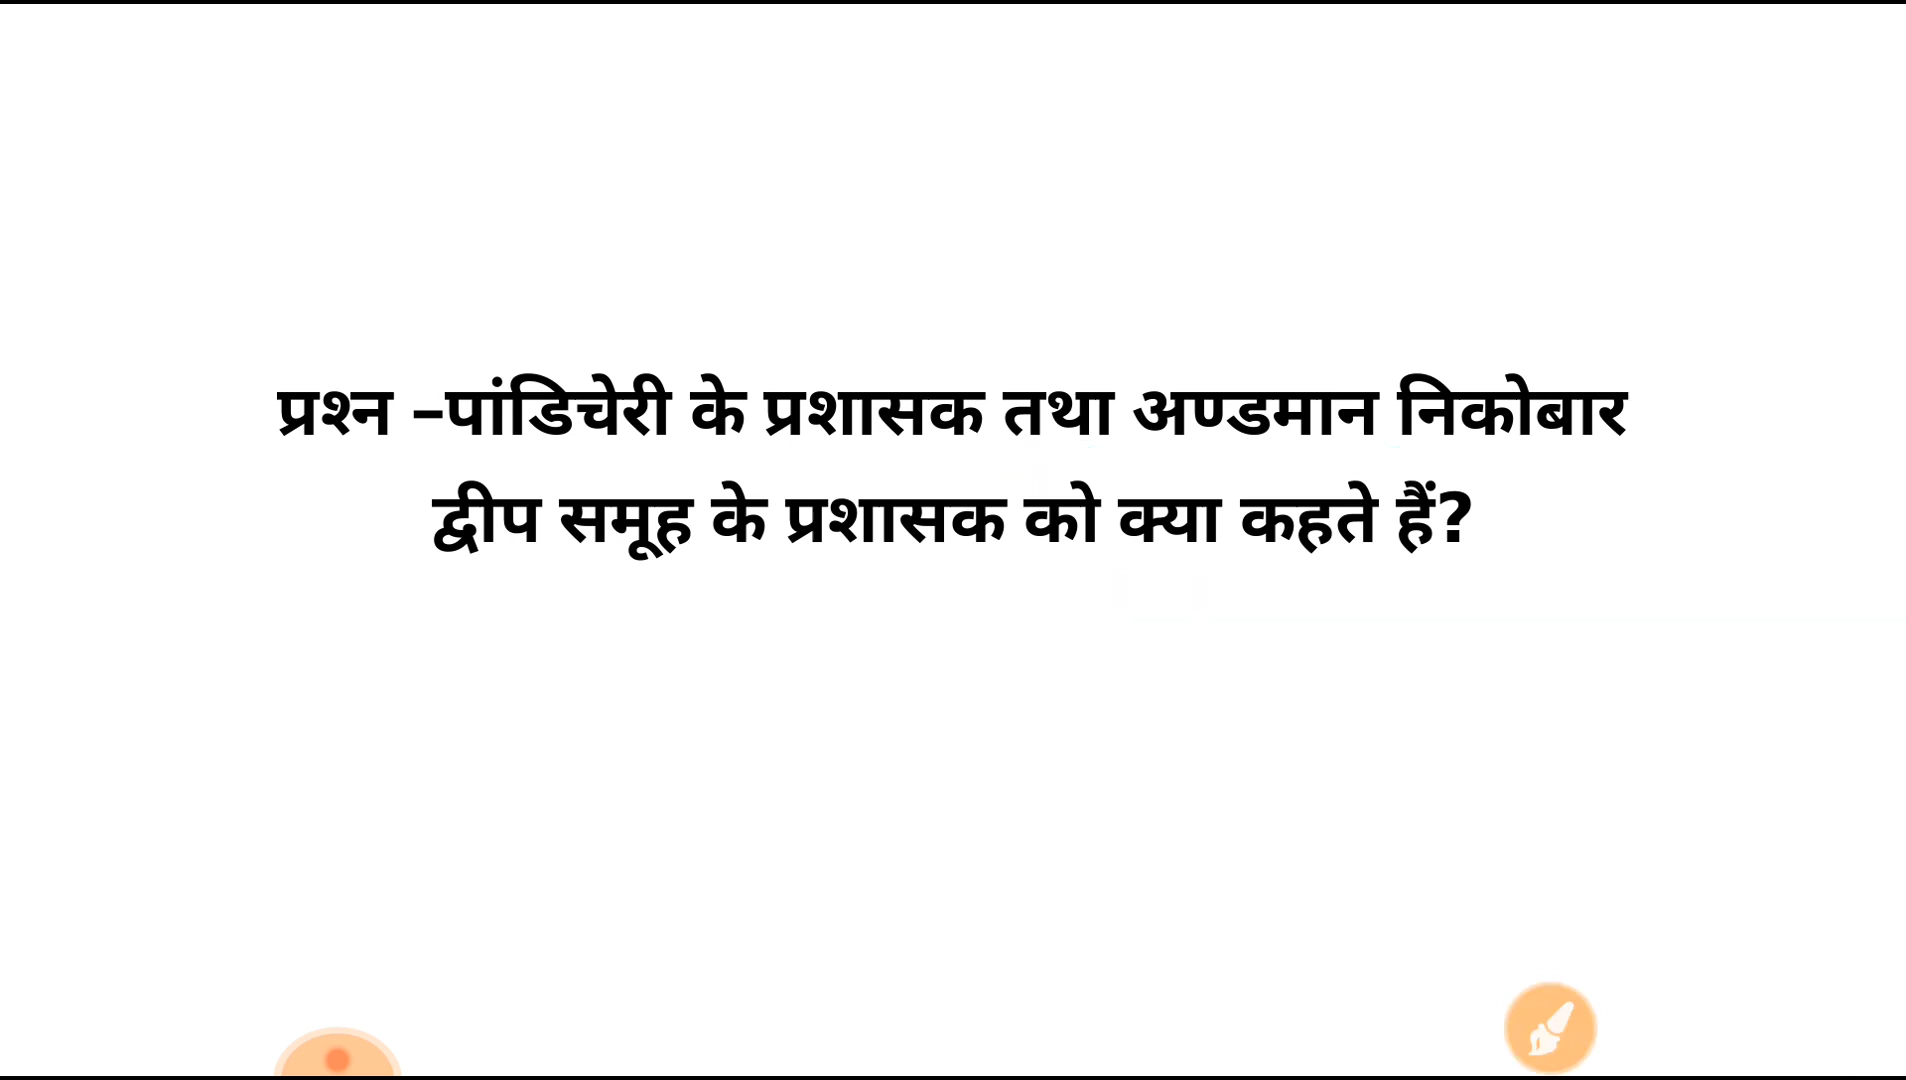 प्रश्न –पांडिचेरी के प्रशासक तथा अण्डमान निकोबार
द्वीप समूह के प्रशासक को क्या कहते हैं?